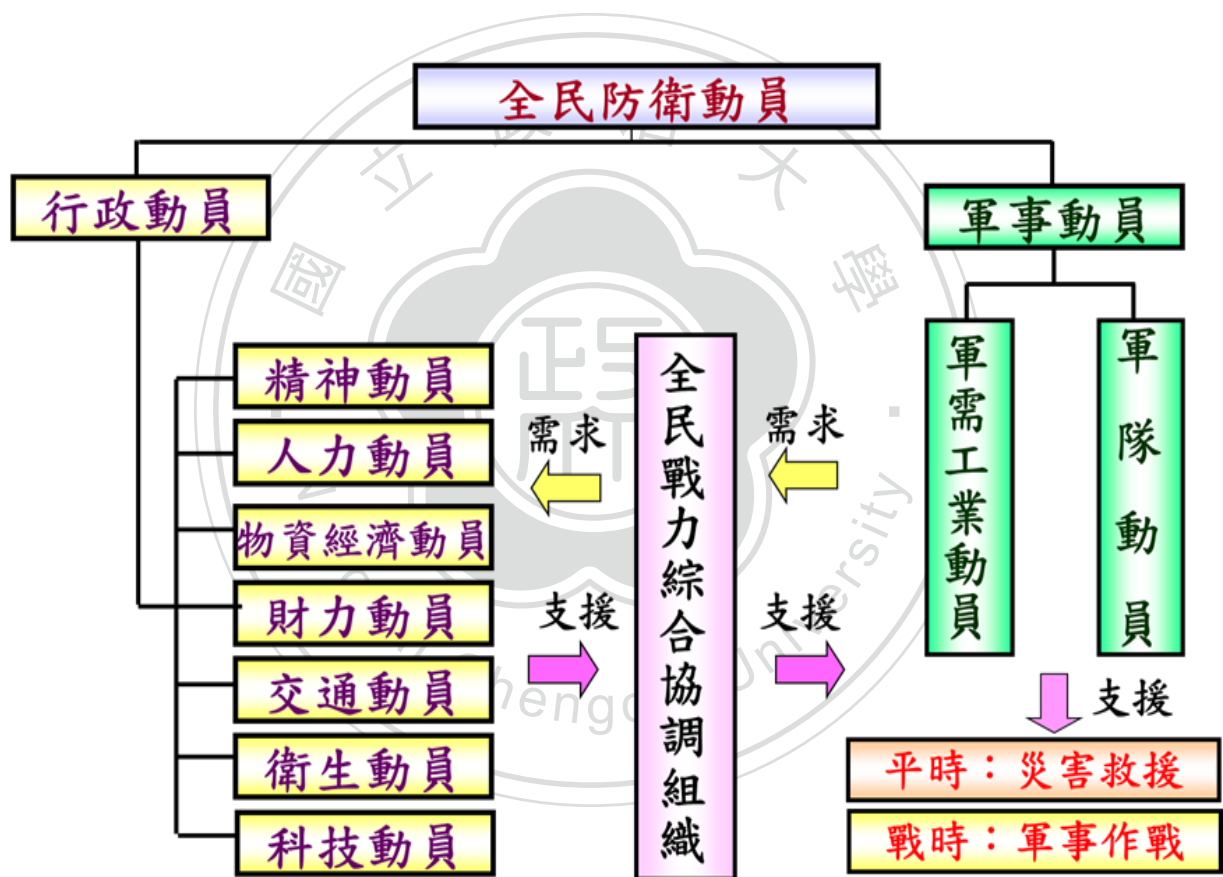 全民防衛動員
行政動員
軍事動員
精神動員
人力動員
物資經濟動員
財力動員
交通動員
衛生動員
科技動員
需求
支援
全民戰力綜合協調組織
需求
支援
軍需工業動員
軍隊動員
支援
平時：災害救援
戰時：軍事作戰